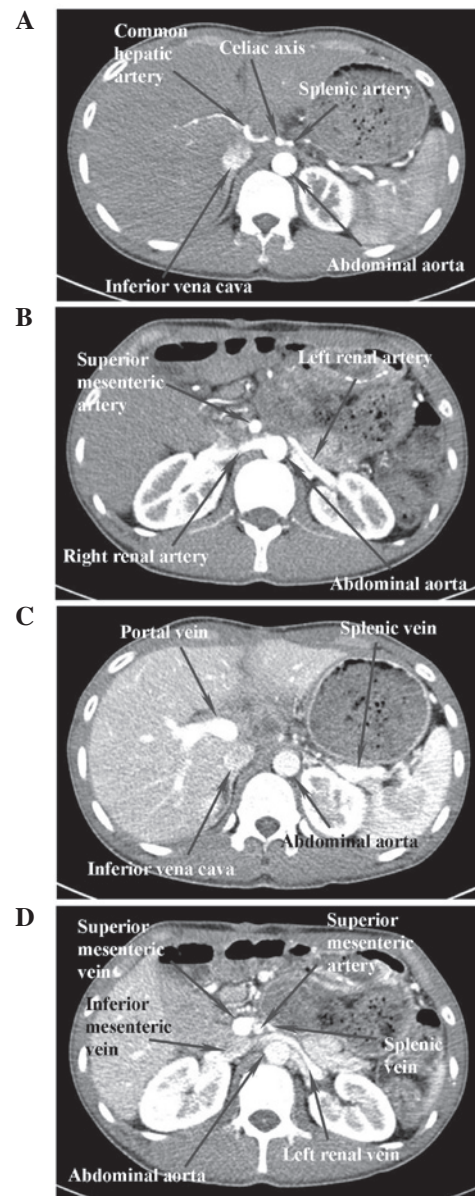 A
Common
hepatic
artery
Celiac axis
Splenic artery
Abdominal aorta
Inferior vena cava
B
Superior
mesenteric
artery
Left renal artery
Right renal artery
Abdominal aorta
C
Portal vein
Splenic vein
Abdominal aorta
Inferior vena cava
D
Superior
mesenteric
vein
Superior
mesenteric
artery
Inferior
mesenteric
vein
Splenic
vein
Left renal vein
Abdominal aorta